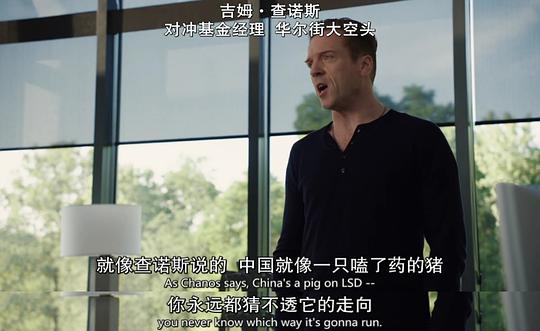 吉姆·查诺斯
对冲基金经理 华尔街大空头
就像查诺斯说的 中国就像一只嗑了药的猪
As Chanos says, China's a pig on LSD --
你永远都猜不透它的走向
you never know which way it's gonna run.